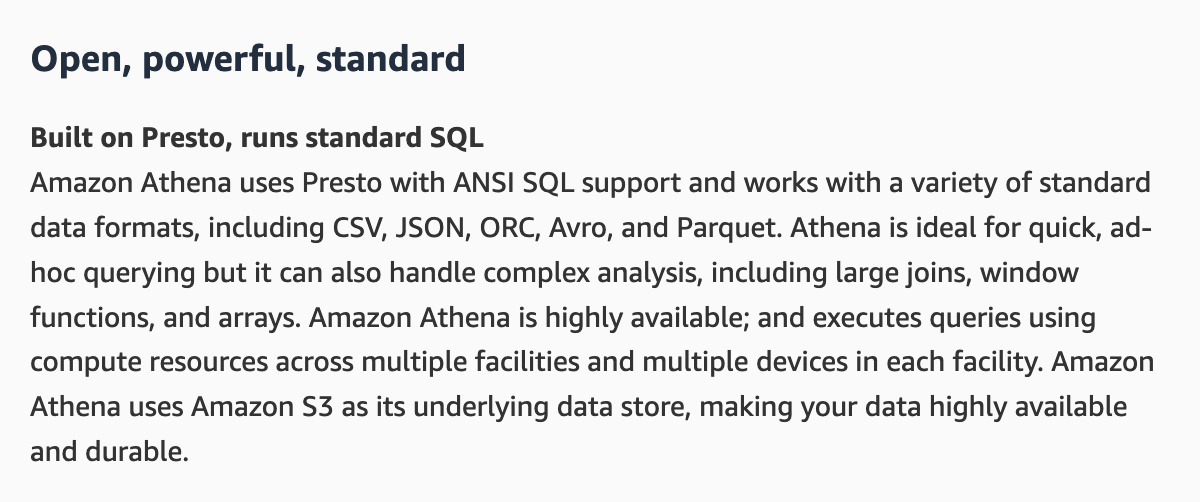 Open, powerful, standard
Built on Presto, runs standard SQL
Amazon Athena uses Presto with ANSI SQL support and works with a variety of standard
data formats, including CSV, JSON, ORC, Avro, and Parquet. Athena is ideal for quick, ad-
hoc querying but it can also handle complex analysis, including large joins, window
functions, and arrays. Amazon Athena is highly available; and executes queries using
compute resources across multiple facilities and multiple devices in each facility. Amazon
Athena uses Amazon S3 as its underlying data store, making your data highly available
and durable.